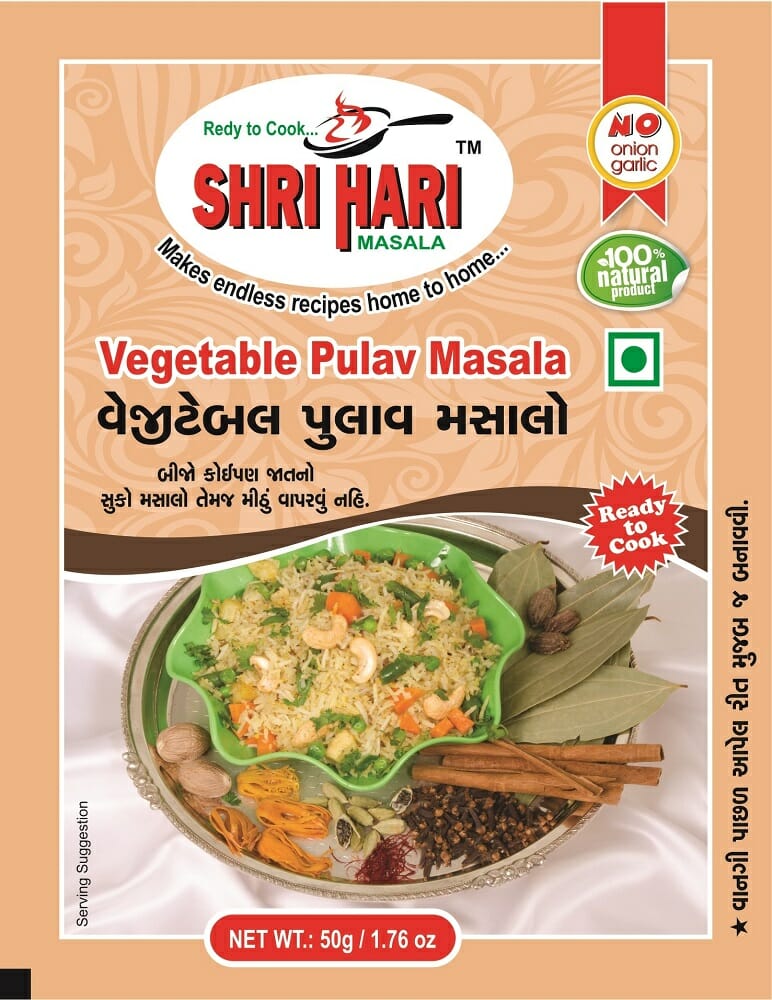 Redy to Cook...
TM
SHRI HARI
MASALA
Makes endless recipes home to home...
NO
onion
garlic
100%
natural
product
Vegetable Pulav Masala
વેજીટેબલ પુલાવ મસાલો
બીજો કોઈપણ જાતનો
સુકો મસાલો તેમજ મીઠું વાપરવું નહિ.
Ready
to
Cook
★ વાનગી પાછળ આપેલ રીત મુજબ જ બનાવવી.
Serving Suggestion
NET WT.: 50g / 1.76 oz